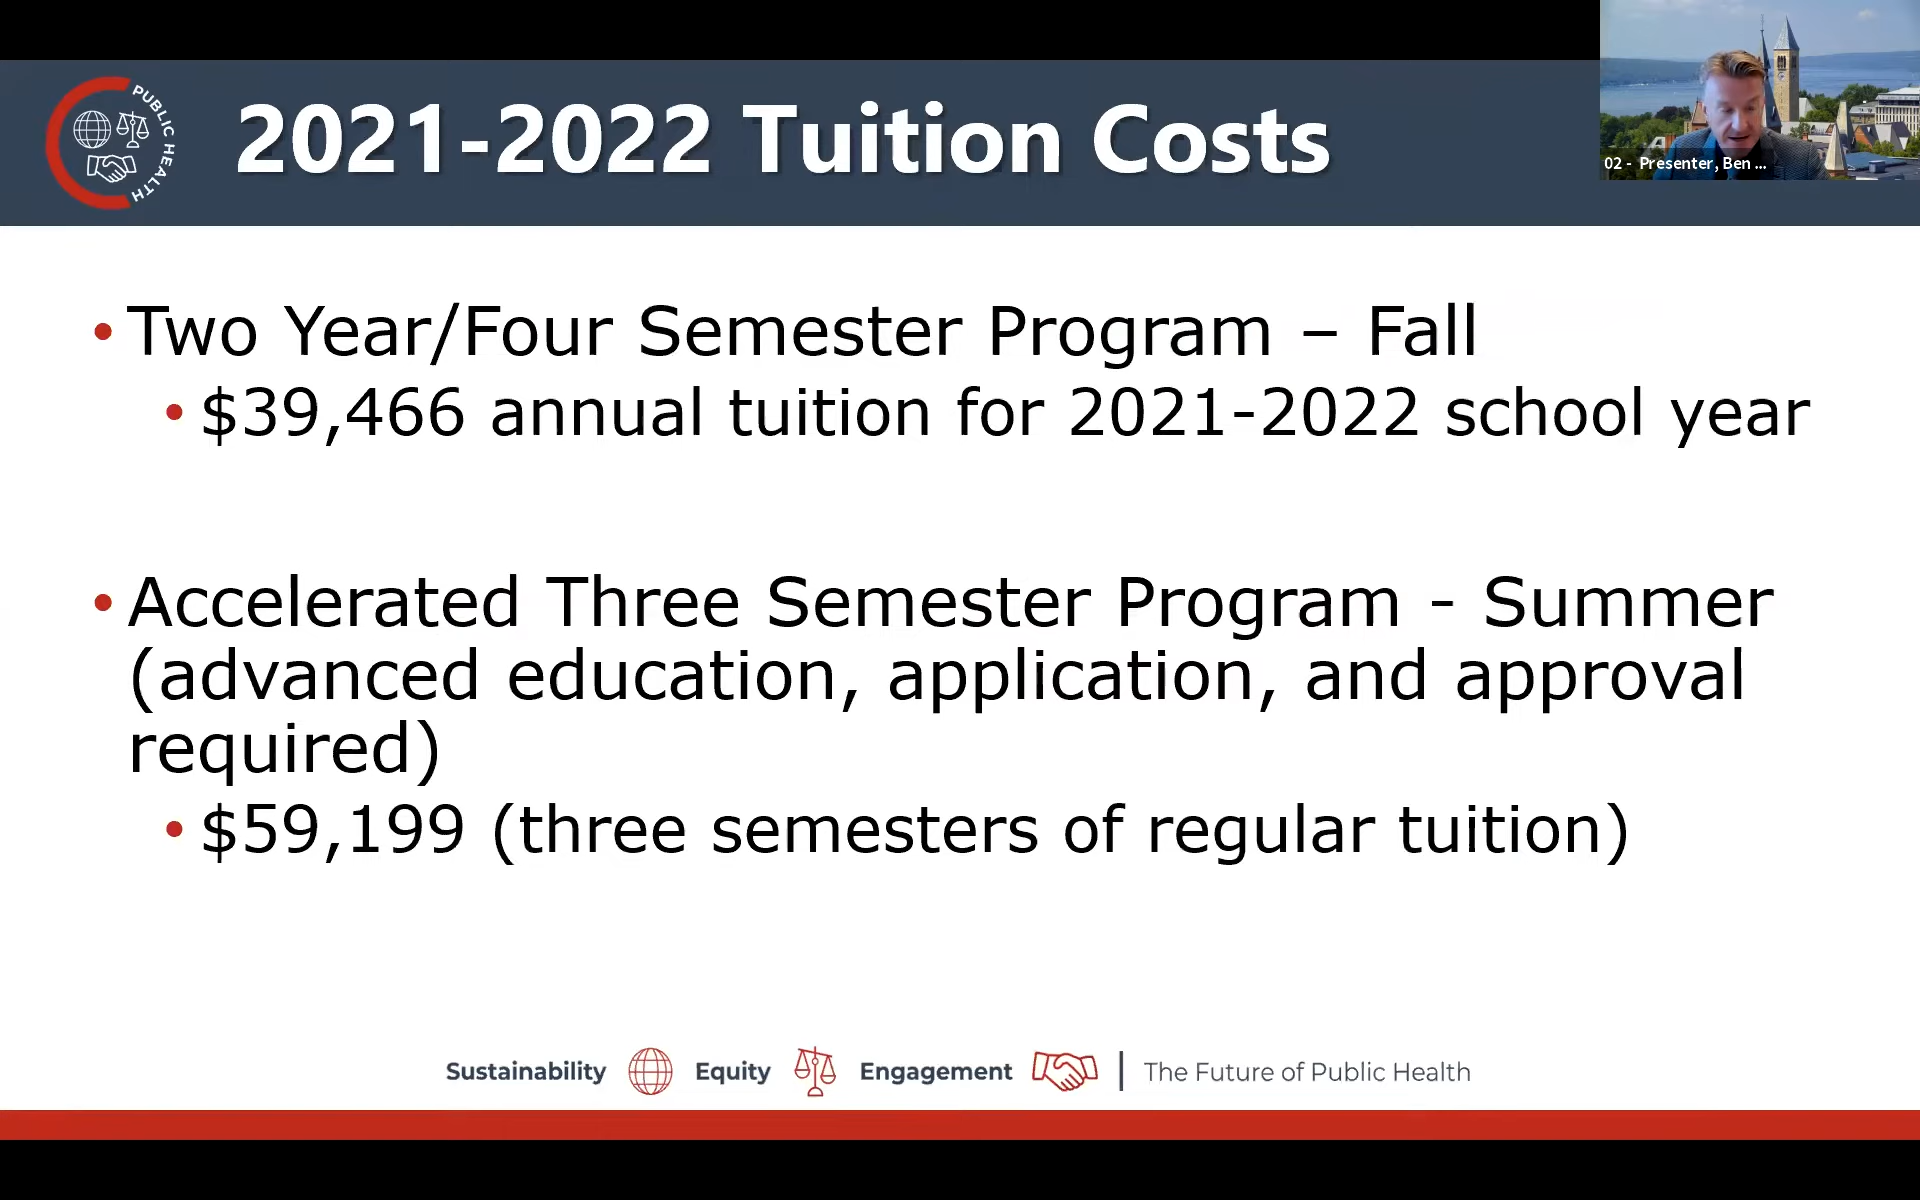 PUBLIC HEALTH
2021-2022 Tuition Costs
02 - Presenter, Ben ...
• Two Year/Four Semester Program – Fall
• $39,466 annual tuition for 2021-2022 school year
• Accelerated Three Semester Program - Summer
(advanced education, application, and approval
required)
• $59,199 (three semesters of regular tuition)
Sustainability Equity Engagement | The Future of Public Health